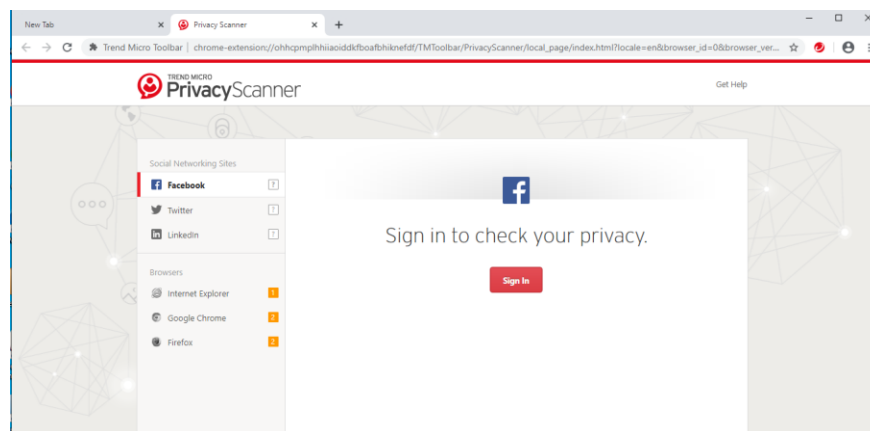 New Tab
Privacy Scanner
Trend Micro Toolbar | chrome-extension://ohhcpmplhhiiaoiddkfboafbhiknefdf/TMToolbar/PrivacyScanner/local_page/index.html?locale=en&browser_id=0&browser_ver...
TREND MICRO
PrivacyScanner
Get Help
Social Networking Sites
Facebook ?
Twitter ?
LinkedIn ?
Sign in to check your privacy.
Sign In
Browsers
Internet Explorer 1
Google Chrome 2
Firefox 2